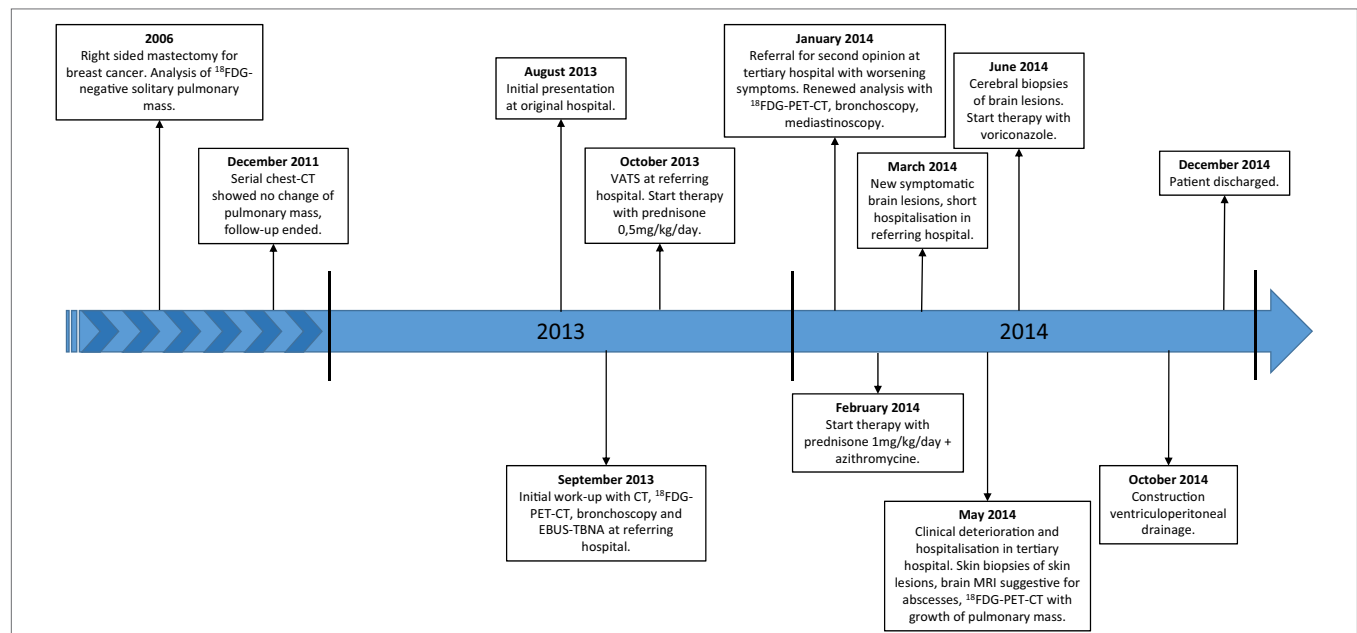 2006
Right sided mastectomy for
breast cancer. Analysis of ¹⁸FDG-
negative solitary pulmonary
mass.
December 2011
Serial chest-CT
showed no change of
pulmonary mass,
follow-up ended.
August 2013
Initial presentation
at original hospital.
October 2013
VATS at referring
hospital. Start therapy
with prednisone
0,5mg/kg/day.
January 2014
Referral for second opinion at
tertiary hospital with worsening
symptoms. Renewed analysis with
¹⁸FDG-PET-CT, bronchoscopy,
mediastinoscopy.
March 2014
New symptomatic
brain lesions, short
hospitalisation in
referring hospital.
June 2014
Cerebral biopsies
of brain lesions.
Start therapy with
voriconazole.
December 2014
Patient discharged.
2013
2014
September 2013
Initial work-up with CT, ¹⁸FDG-
PET-CT, bronchoscopy and
EBUS-TBNA at referring
hospital.
February 2014
Start therapy with
prednisone 1mg/kg/day +
azithromycine.
May 2014
Clinical deterioration and
hospitalisation in tertiary
hospital. Skin biopsies of skin
lesions, brain MRI suggestive for
abscesses, ¹⁸FDG-PET-CT with
growth of pulmonary mass.
October 2014
Construction
ventriculoperitoneal
drainage.